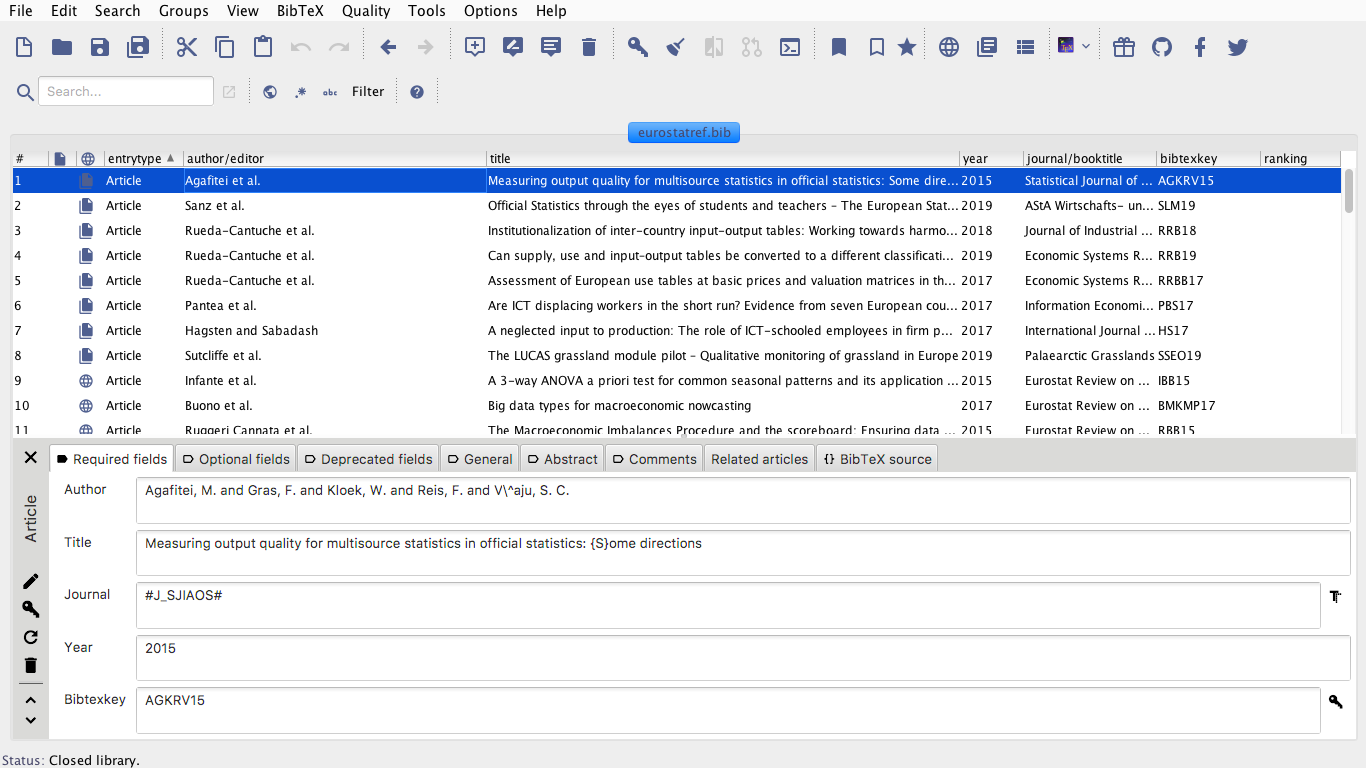 File Edit Search Groups View BibTeX Quality Tools Options Help
Search... abc Filter
eurostatref.bib
# entrytype author/editor title year journal/booktitle bibtexkey ranking
1 Article Agafitei et al. Measuring output quality for multisource statistics in official statistics: Some dire... 2015 Statistical Journal of ... AGKRV15
2 Article Sanz et al. Official Statistics through the eyes of students and teachers – The European Stat... 2019 AStA Wirtschafts- un... SLM19
3 Article Rueda-Cantuche et al. Institutionalization of inter-country input-output tables: Working towards harmo... 2018 Journal of Industrial ... RRB18
4 Article Rueda-Cantuche et al. Can supply, use and input-output tables be converted to a different classificati... 2019 Economic Systems R... RRB19
5 Article Rueda-Cantuche et al. Assessment of European use tables at basic prices and valuation matrices in th... 2017 Economic Systems R... RRBB17
6 Article Pantea et al. Are ICT displacing workers in the short run? Evidence from seven European cou... 2017 Information Economi... PBS17
7 Article Hagsten and Sabadash A neglected input to production: The role of ICT-schooled employees in firm p... 2017 International Journal ... HS17
8 Article Sutcliffe et al. The LUCAS grassland module pilot – Qualitative monitoring of grassland in Europe 2019 Palaearctic Grasslands SSEO19
9 Article Infante et al. A 3-way ANOVA a priori test for common seasonal patterns and its application ... 2015 Eurostat Review on ... IBB15
10 Article Buono et al. Big data types for macroeconomic nowcasting 2017 Eurostat Review on ... BMKMP17
11 Article Ruggeri Cannata et al. The Macroeconomic Imbalances Procedure and the scoreboard: Ensuring data ... 2015 Eurostat Review on ... RBB15
Required fields Optional fields Deprecated fields General Abstract Comments Related articles {} BibTeX source
Article
Author Agafitei, M. and Gras, F. and Kloek, W. and Reis, F. and V\^aju, S. C.
Title Measuring output quality for multisource statistics in official statistics: {S}ome directions
Journal #J_SJIAOS#
Year 2015
Bibtexkey AGKRV15
Status: Closed library.